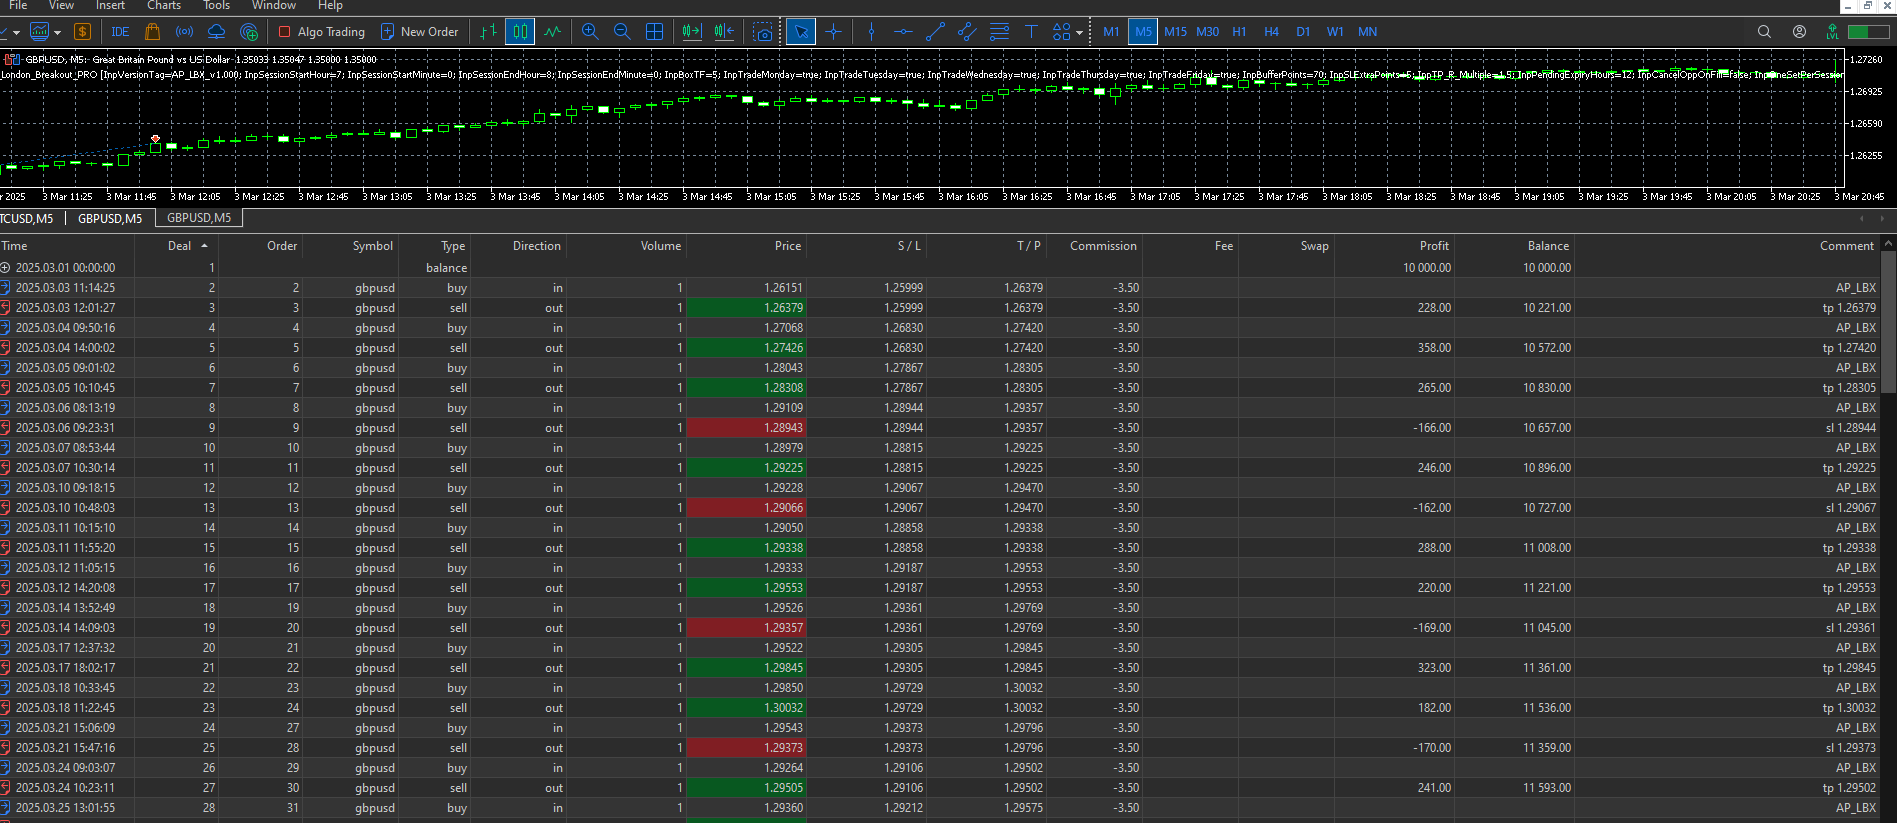 File View Insert Charts Tools Window Help
IDE Algo Trading New Order M1 M5 M15 M30 H1 H4 D1 W1 MN LVL
GBPUSD, M5: Great Britain Pound vs US Dollar 1.35033 1.35047 1.35000 1.35000
London_Breakout_PRO [InpVersionTag=AP_LBX_v1.000; InpSessionStartHour=7; InpSessionStartMinute=0; InpSessionEndHour=8; InpSessionEndMinute=0; InpBoxTF=5; InpTradeMonday=true; InpTradeTuesday=true; InpTradeWednesday=true; InpTradeThursday=true; InpTradeFriday=true; InpBufferPoints=70; InpSLExtraPoints=5; InpTP_R_Multiple=1.5; InpPendingExpiryHours=12; InpCancelOppOnFill=false; InpOneSetPerSession
1.27260
1.26925
1.26590
1.26255
r 2025 3 Mar 11:25 3 Mar 11:45 3 Mar 12:05 3 Mar 12:25 3 Mar 12:45 3 Mar 13:05 3 Mar 13:25 3 Mar 13:45 3 Mar 14:05 3 Mar 14:25 3 Mar 14:45 3 Mar 15:05 3 Mar 15:25 3 Mar 15:45 3 Mar 16:05 3 Mar 16:25 3 Mar 16:45 3 Mar 17:05 3 Mar 17:25 3 Mar 17:45 3 Mar 18:05 3 Mar 18:25 3 Mar 18:45 3 Mar 19:05 3 Mar 19:25 3 Mar 19:45 3 Mar 20:05 3 Mar 20:25 3 Mar 20:45
TCUSD,M5 GBPUSD,M5 GBPUSD,M5
Time Deal Order Symbol Type Direction Volume Price S / L T / P Commission Fee Swap Profit Balance Comment
2025.03.01 00:00:00 1 balance 10 000.00 10 000.00
2025.03.03 11:14:25 2 2 gbpusd buy in 1 1.26151 1.25999 1.26379 -3.50 AP_LBX
2025.03.03 12:01:27 3 3 gbpusd sell out 1 1.26379 1.25999 1.26379 -3.50 228.00 10 221.00 tp 1.26379
2025.03.04 09:50:16 4 4 gbpusd buy in 1 1.27068 1.26830 1.27420 -3.50 AP_LBX
2025.03.04 14:00:02 5 5 gbpusd sell out 1 1.27426 1.26830 1.27420 -3.50 358.00 10 572.00 tp 1.27420
2025.03.05 09:01:02 6 6 gbpusd buy in 1 1.28043 1.27867 1.28305 -3.50 AP_LBX
2025.03.05 10:10:45 7 7 gbpusd sell out 1 1.28308 1.27867 1.28305 -3.50 265.00 10 830.00 tp 1.28305
2025.03.06 08:13:19 8 8 gbpusd buy in 1 1.29109 1.28944 1.29357 -3.50 AP_LBX
2025.03.06 09:23:31 9 9 gbpusd sell out 1 1.28943 1.28944 1.29357 -3.50 -166.00 10 657.00 sl 1.28944
2025.03.07 08:53:44 10 10 gbpusd buy in 1 1.28979 1.28815 1.29225 -3.50 AP_LBX
2025.03.07 10:30:14 11 11 gbpusd sell out 1 1.29225 1.28815 1.29225 -3.50 246.00 10 896.00 tp 1.29225
2025.03.10 09:18:15 12 12 gbpusd buy in 1 1.29228 1.29067 1.29470 -3.50 AP_LBX
2025.03.10 10:48:03 13 13 gbpusd sell out 1 1.29066 1.29067 1.29470 -3.50 -162.00 10 727.00 sl 1.29067
2025.03.11 10:15:10 14 14 gbpusd buy in 1 1.29050 1.28858 1.29338 -3.50 AP_LBX
2025.03.11 11:55:20 15 15 gbpusd sell out 1 1.29338 1.28858 1.29338 -3.50 288.00 11 008.00 tp 1.29338
2025.03.12 11:05:15 16 16 gbpusd buy in 1 1.29333 1.29187 1.29553 -3.50 AP_LBX
2025.03.12 14:20:08 17 17 gbpusd sell out 1 1.29553 1.29187 1.29553 -3.50 220.00 11 221.00 tp 1.29553
2025.03.14 13:52:49 18 19 gbpusd buy in 1 1.29526 1.29361 1.29769 -3.50 AP_LBX
2025.03.14 14:09:03 19 20 gbpusd sell out 1 1.29357 1.29361 1.29769 -3.50 -169.00 11 045.00 sl 1.29361
2025.03.17 12:37:32 20 21 gbpusd buy in 1 1.29522 1.29305 1.29845 -3.50 AP_LBX
2025.03.17 18:02:17 21 22 gbpusd sell out 1 1.29845 1.29305 1.29845 -3.50 323.00 11 361.00 tp 1.29845
2025.03.18 10:33:45 22 23 gbpusd buy in 1 1.29850 1.29729 1.30032 -3.50 AP_LBX
2025.03.18 11:22:45 23 24 gbpusd sell out 1 1.30032 1.29729 1.30032 -3.50 182.00 11 536.00 tp 1.30032
2025.03.21 15:06:09 24 27 gbpusd buy in 1 1.29543 1.29373 1.29796 -3.50 AP_LBX
2025.03.21 15:47:16 25 28 gbpusd sell out 1 1.29373 1.29373 1.29796 -3.50 -170.00 11 359.00 sl 1.29373
2025.03.24 09:03:07 26 29 gbpusd buy in 1 1.29264 1.29106 1.29502 -3.50 AP_LBX
2025.03.24 10:23:11 27 30 gbpusd sell out 1 1.29505 1.29106 1.29502 -3.50 241.00 11 593.00 tp 1.29502
2025.03.25 13:01:55 28 31 gbpusd buy in 1 1.29360 1.29212 1.29575 -3.50 AP_LBX